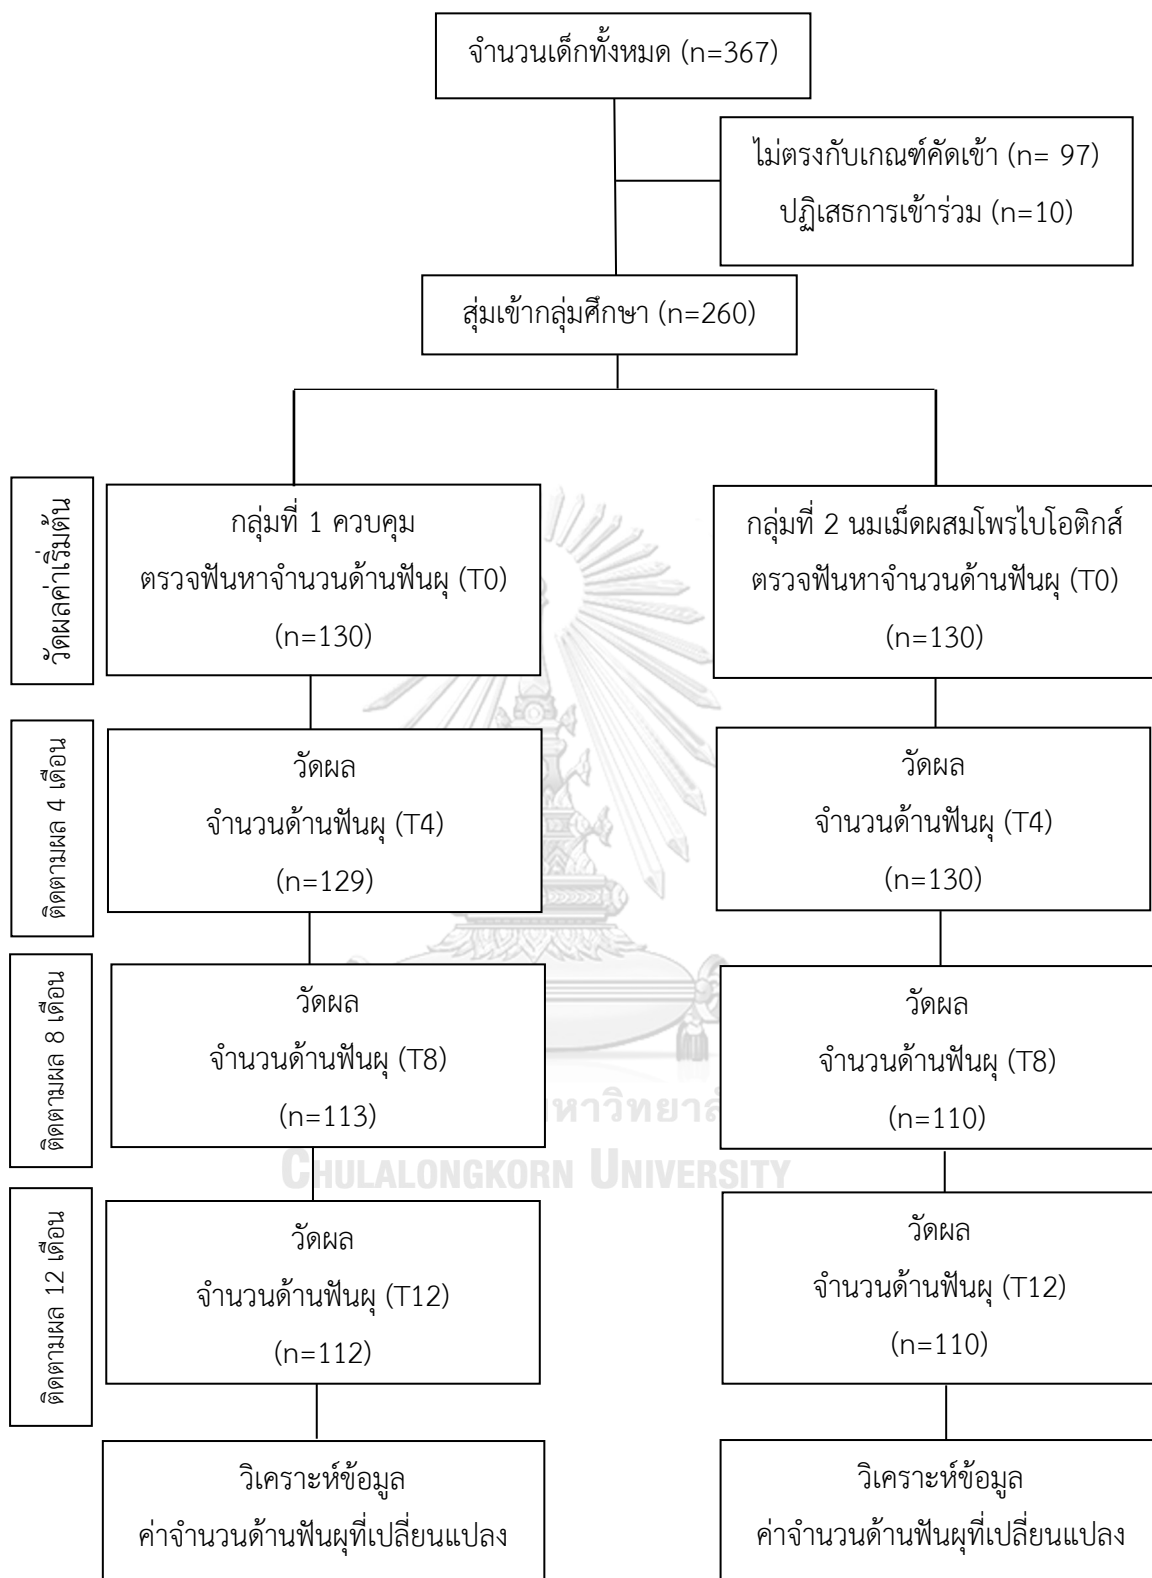 จำนวนเด็กทั้งหมด (n=367)
ไม่ตรงกับเกณฑ์คัดเข้า (n= 97)
ปฏิเสธการเข้าร่วม (n=10)
สุ่มเข้ากลุ่มศึกษา (n=260)
วัดผลค่าเริ่มต้น
กลุ่มที่ 1 ควบคุม
ตรวจฟันหาจำนวนด้านฟันผุ (T0)
(n=130)
กลุ่มที่ 2 นมเม็ดผสมโพรไบโอติกส์
ตรวจฟันหาจำนวนด้านฟันผุ (T0)
(n=130)
ติดตามผล 4 เดือน
วัดผล
จำนวนด้านฟันผุ (T4)
(n=129)
วัดผล
จำนวนด้านฟันผุ (T4)
(n=130)
ติดตามผล 8 เดือน
วัดผล
จำนวนด้านฟันผุ (T8)
(n=113)
วัดผล
จำนวนด้านฟันผุ (T8)
(n=110)
CHULALONGKORN UNIVERSITY
ติดตามผล 12 เดือน
วัดผล
จำนวนด้านฟันผุ (T12)
(n=112)
วัดผล
จำนวนด้านฟันผุ (T12)
(n=110)
วิเคราะห์ข้อมูล
ค่าจำนวนด้านฟันผุที่เปลี่ยนแปลง
วิเคราะห์ข้อมูล
ค่าจำนวนด้านฟันผุที่เปลี่ยนแปลง